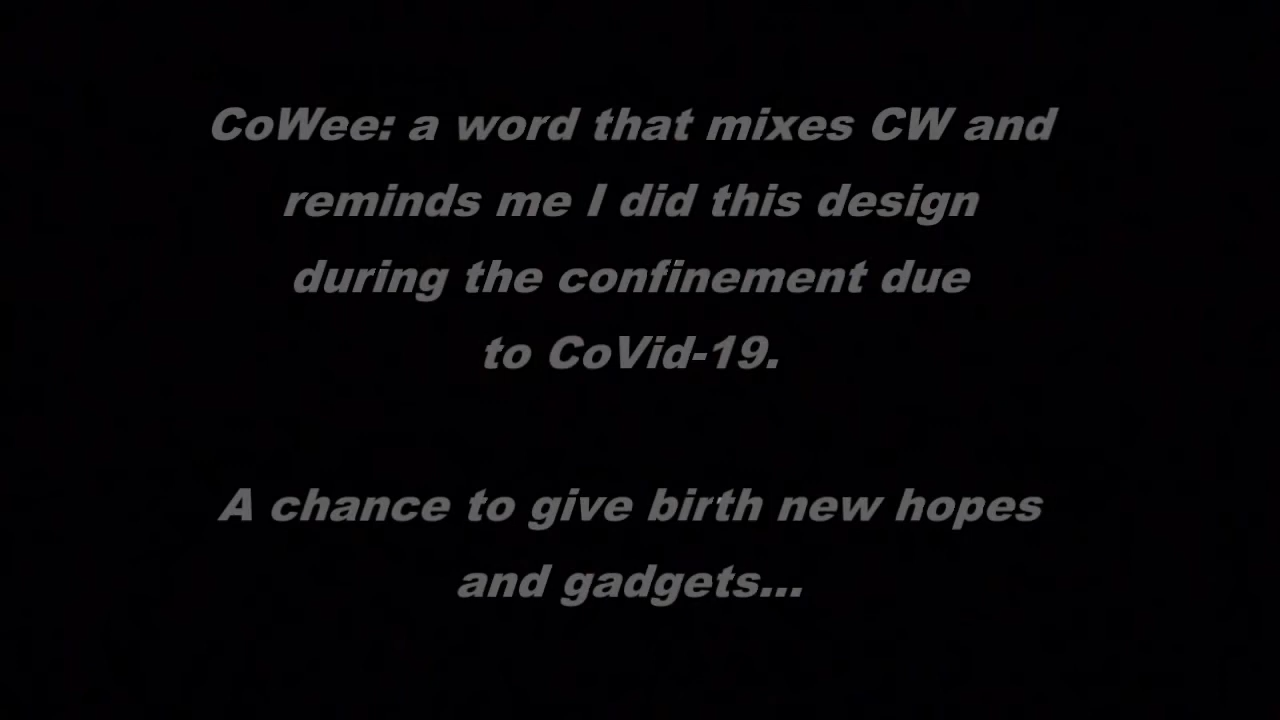 CoWee: a word that mixes CW and
reminds me I did this design
during the confinement due
to CoVid-19.
A chance to give birth new hopes
and gadgets...